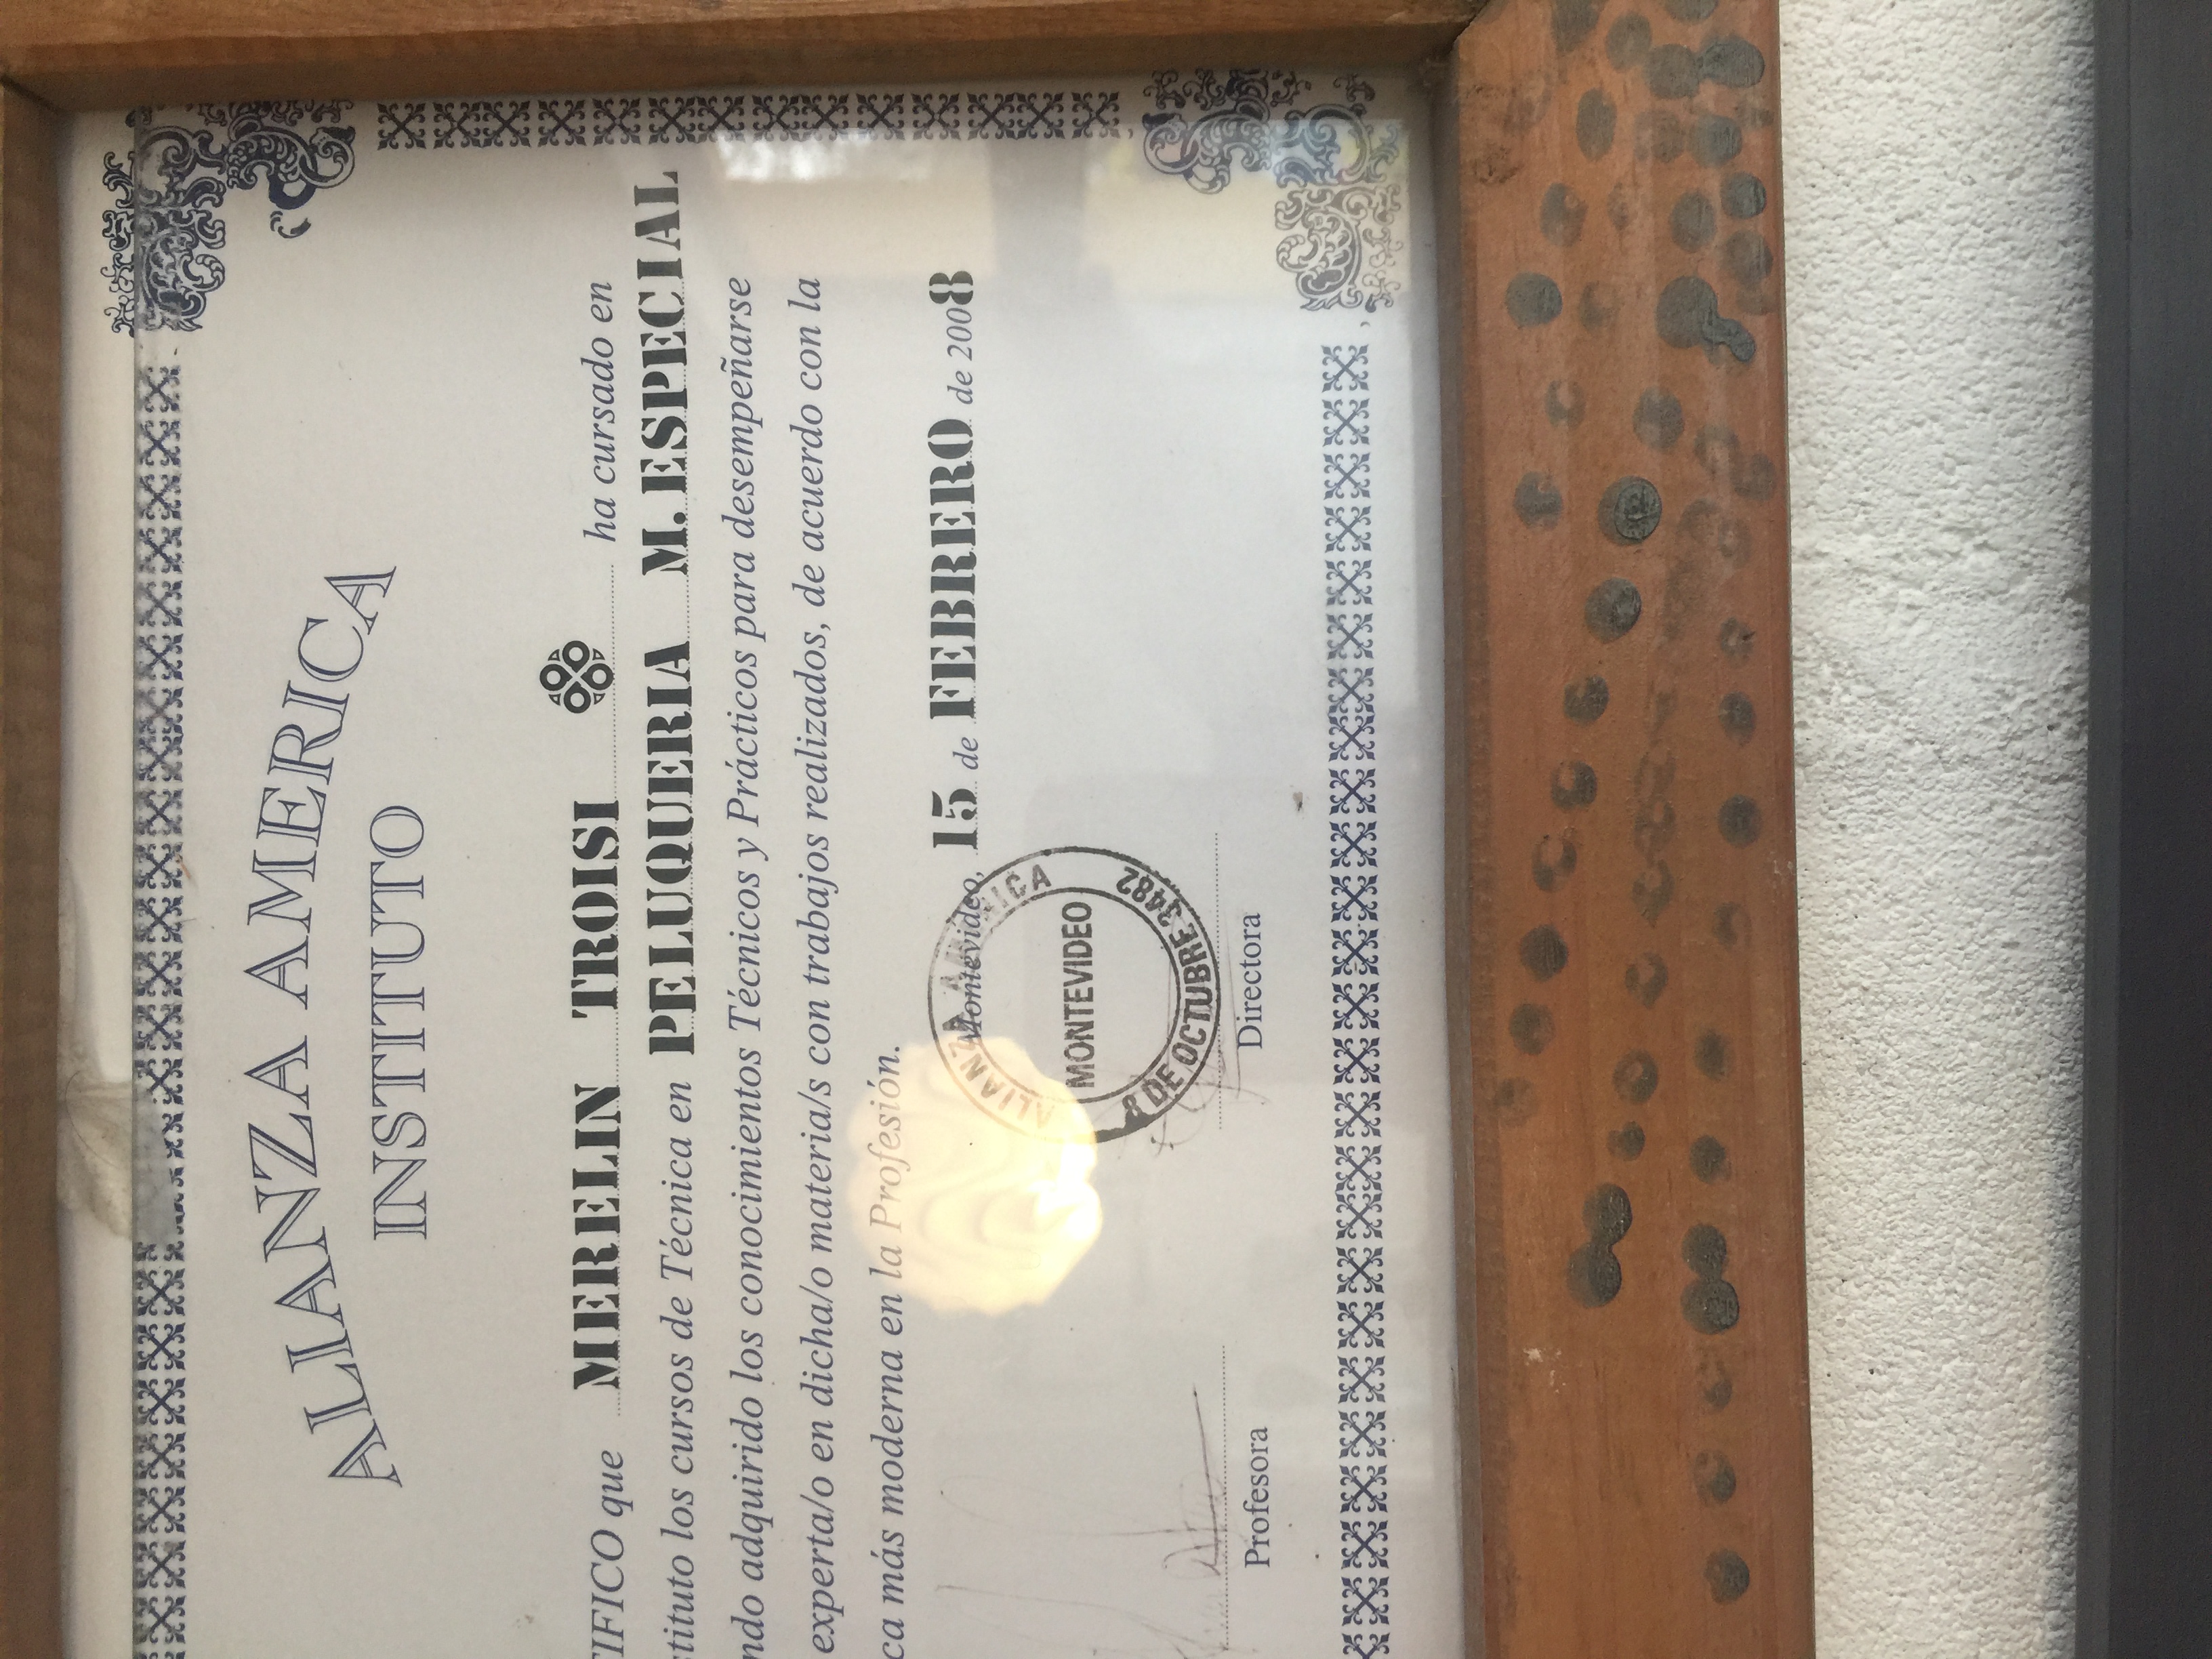 ALIANZA AMERICA
INSTITUTO
TIFICO que MERELIN TROISI ha cursado en
stituto los cursos de Técnica en PELUQUERIA M. ESPECIAL
ndo adquirido los conocimientos Técnicos y Prácticos para desempeñarse
experta/o en dicha/o materia/s con trabajos realizados, de acuerdo con la
ca más moderna en la Profesión.
Montevideo, 15 de FEBRERO de 2008
ALIANZA AMERICA
MONTEVIDEO
8 DE OCTUBRE 3482
Profesora
Directora